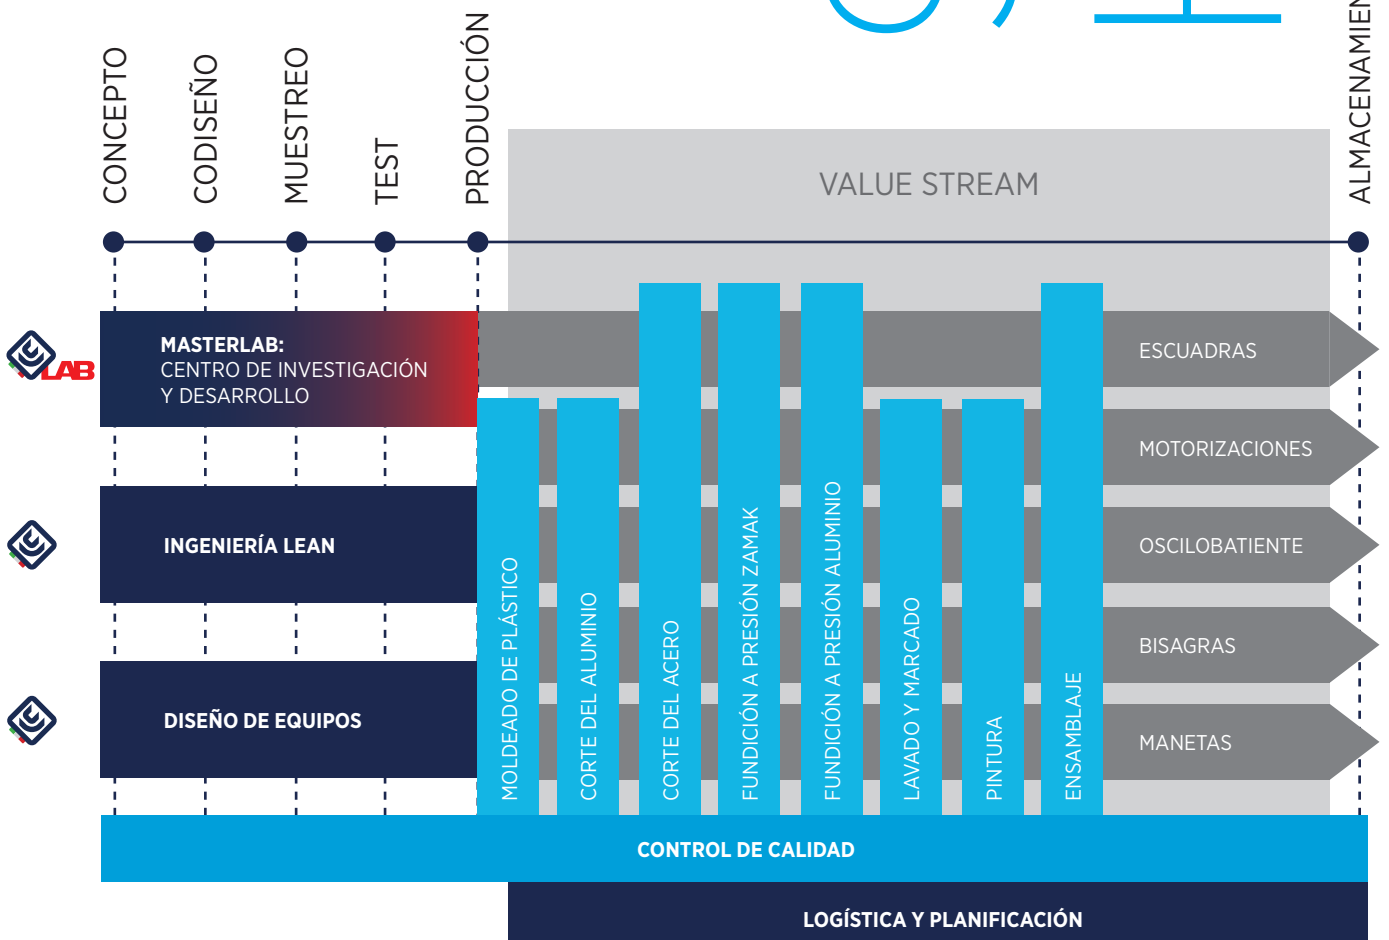 CONCEPTO
CODISEÑO
MUESTREO
TEST
PRODUCCIÓN
VALUE STREAM
LAB
MASTERLAB:
CENTRO DE INVESTIGACIÓN
Y DESARROLLO
INGENIERÍA LEAN
DISEÑO DE EQUIPOS
MOLDEADO DE PLÁSTICO
CORTE DEL ALUMINIO
CORTE DEL ACERO
FUNDICIÓN A PRESIÓN ZAMAK
FUNDICIÓN A PRESIÓN ALUMINIO
LAVADO Y MARCADO
PINTURA
ENSAMBLAJE
ESCUADRAS
MOTORIZACIONES
OSCILOBATIENTE
BISAGRAS
MANETAS
CONTROL DE CALIDAD
LOGÍSTICA Y PLANIFICACIÓN